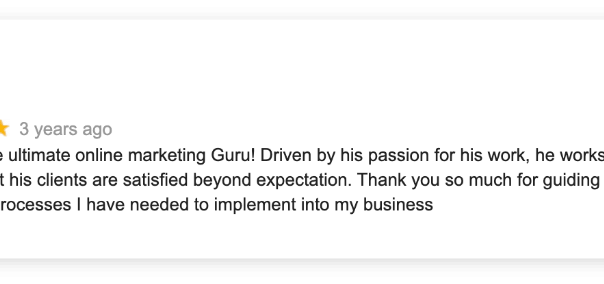 3 years ago
ultimate online marketing Guru! Driven by his passion for his work, he works
his clients are satisfied beyond expectation. Thank you so much for guiding
I have needed to implement into my business